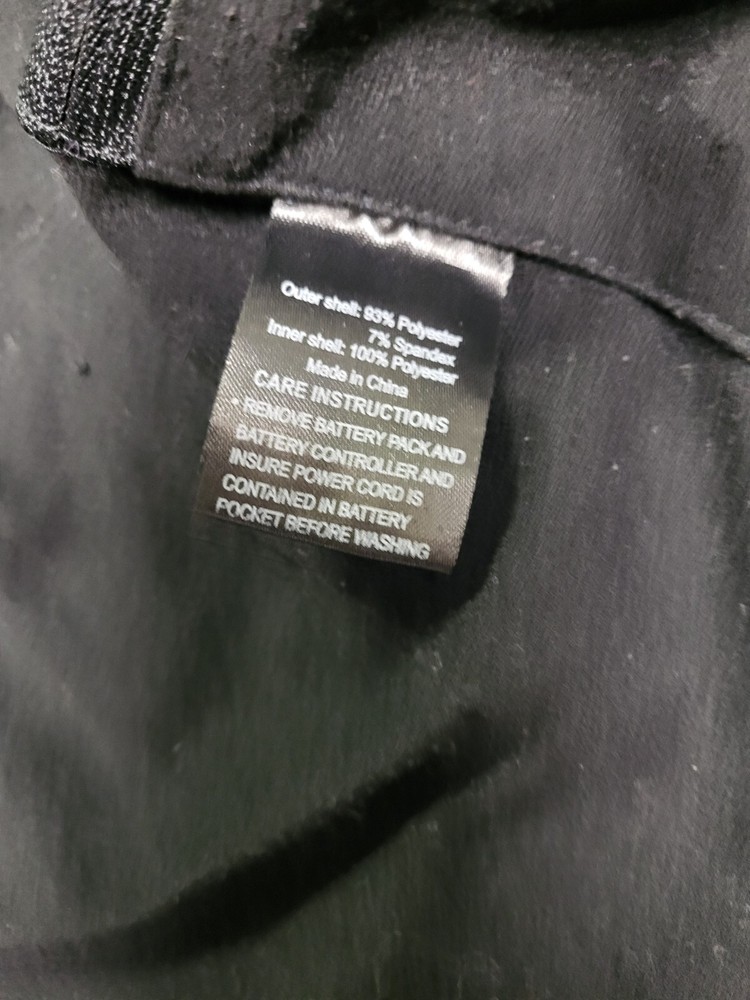 Outer shell: 93% Polyester
7% Spandex
Inner shell: 100% Polyester
Made in China
CARE INSTRUCTIONS
• REMOVE BATTERY PACK AND
BATTERY CONTROLLER AND
INSURE POWER CORD IS
CONTAINED IN BATTERY
POCKET BEFORE WASHING